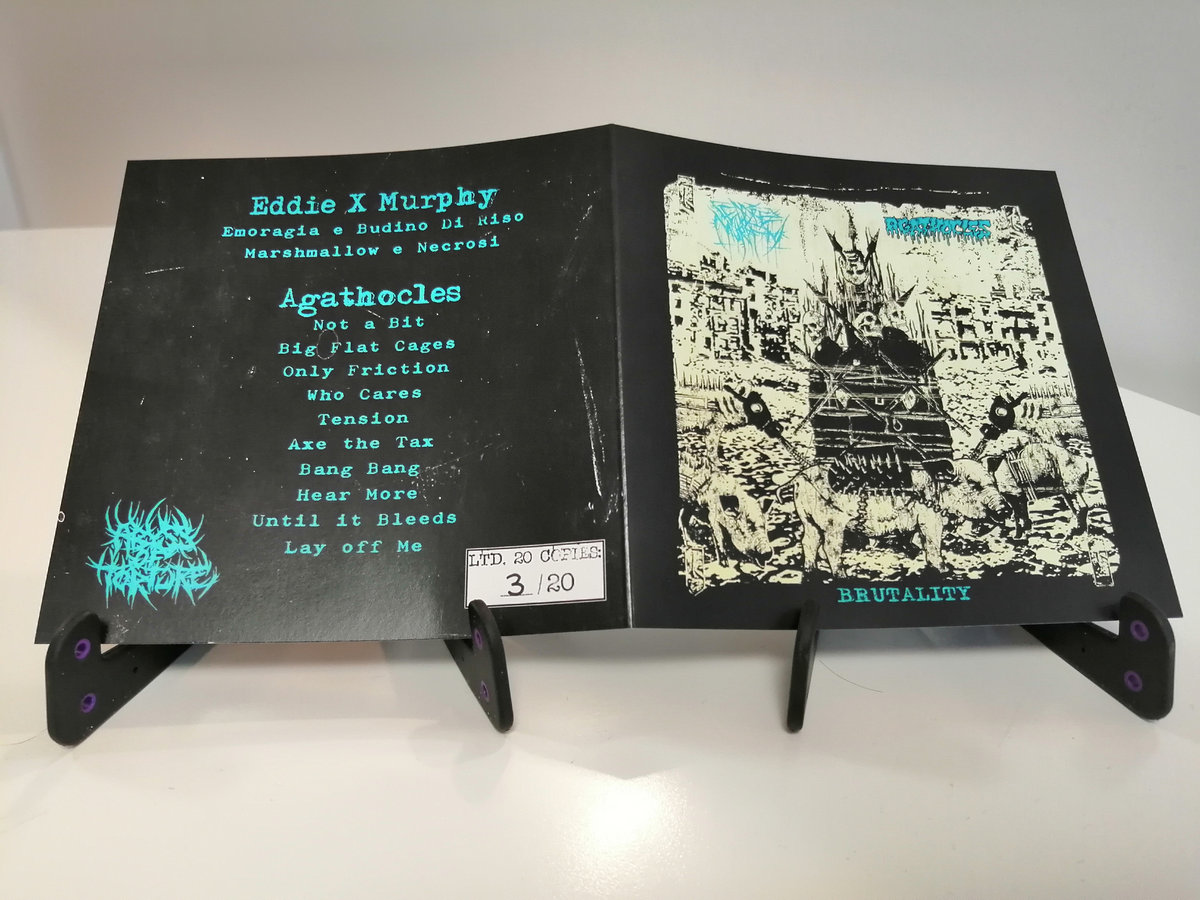 Eddie X Murphy
Emoragia e Budino Di Riso
Marshmallow e Necrosi
Agathocles
Not a Bit
Big Flat Cages
Only Friction
Who Cares
Tension
Axe the Tax
Bang Bang
Hear More
Until it Bleeds
Lay off Me
LTD. 20 COPIES:
3/20
AGATHOCLES
BRUTALITY